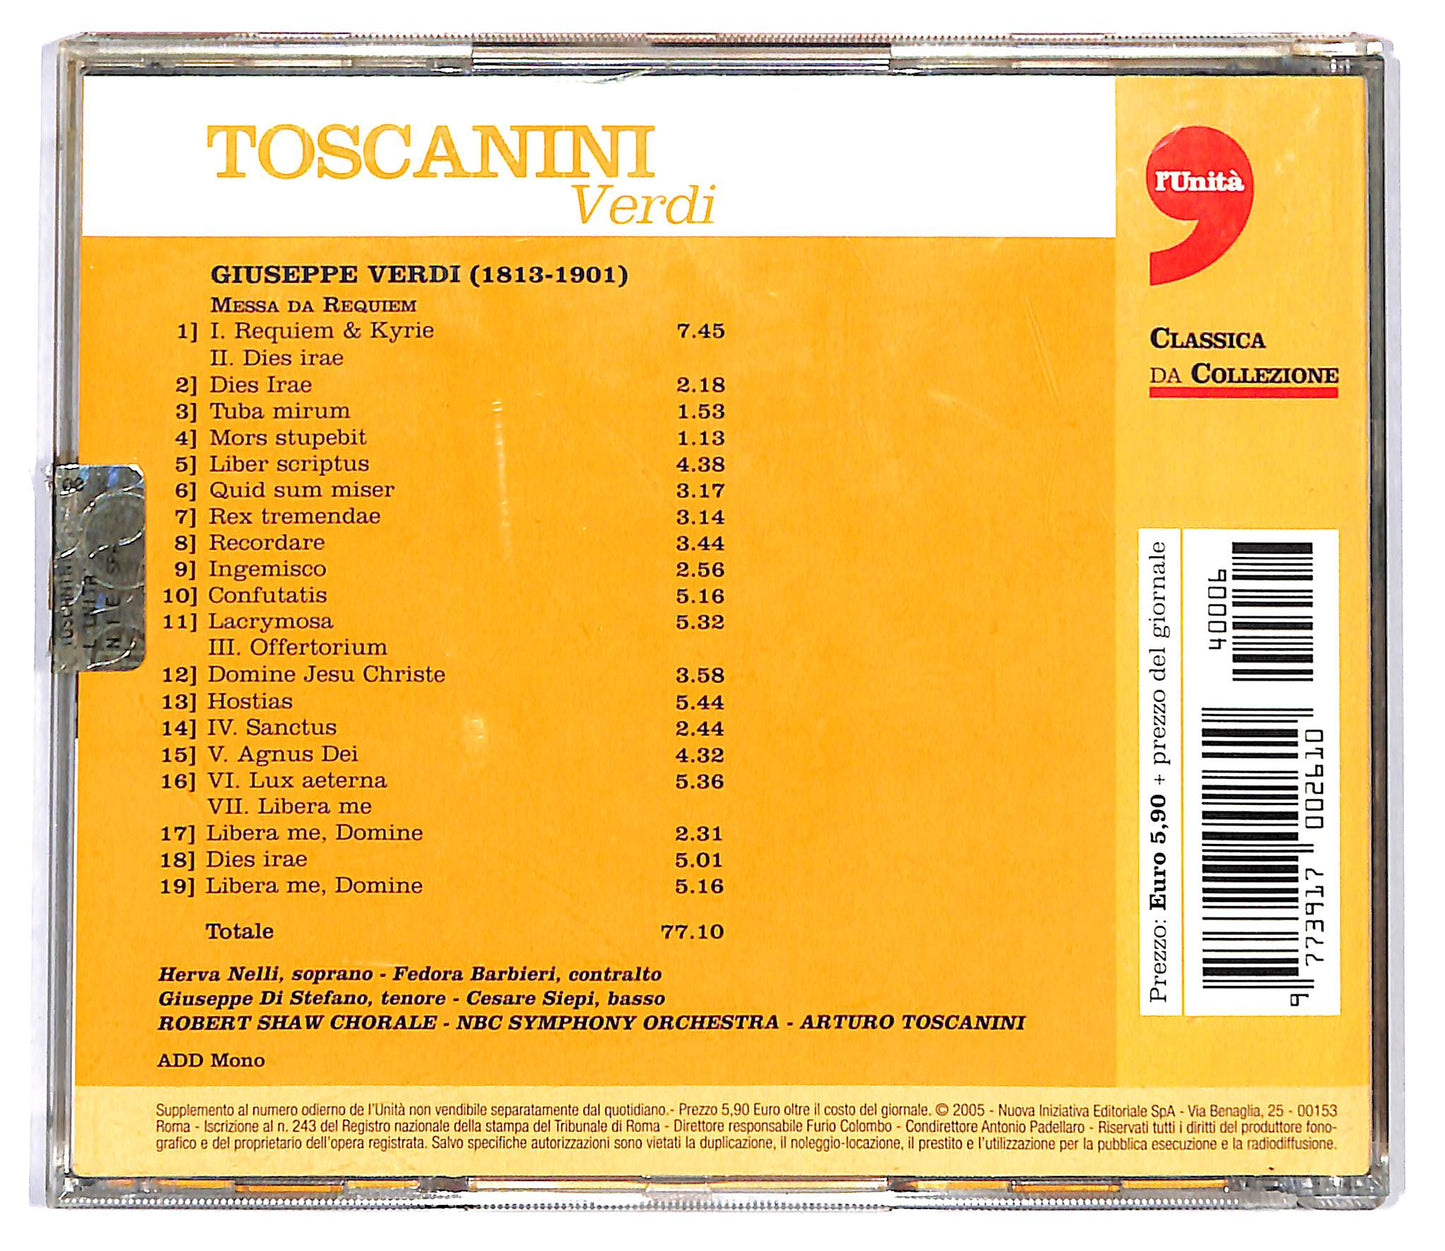 TOSCANINI
Verdi
l'Unità
CLASSICA
DA COLLEZIONE
GIUSEPPE VERDI (1813-1901)
MESSA DA REQUIEM
1] I. Requiem & Kyrie 7.45
II. Dies irae
2] Dies Irae 2.18
3] Tuba mirum 1.53
4] Mors stupebit 1.13
5] Liber scriptus 4.38
6] Quid sum miser 3.17
7] Rex tremendae 3.14
8] Recordare 3.44
9] Ingemisco 2.56
10] Confutatis 5.16
11] Lacrymosa 5.32
III. Offertorium
12] Domine Jesu Christe 3.58
13] Hostias 5.44
14] IV. Sanctus 2.44
15] V. Agnus Dei 4.32
16] VI. Lux aeterna 5.36
VII. Libera me
17] Libera me, Domine 2.31
18] Dies irae 5.01
19] Libera me, Domine 5.16
Totale 77.10
Herva Nelli, soprano - Fedora Barbieri, contralto
Giuseppe Di Stefano, tenore - Cesare Siepi, basso
ROBERT SHAW CHORALE - NBC SYMPHONY ORCHESTRA - ARTURO TOSCANINI
ADD Mono
Prezzo: Euro 5,90 + prezzo del giornale
40006
9 773917 002610
Supplemento al numero odierno de l'Unità non vendibile separatamente dal quotidiano.- Prezzo 5,90 Euro oltre il costo del giornale. © 2005 - Nuova Iniziativa Editoriale SpA - Via Benaglia, 25 - 00153
Roma - Iscrizione al n. 243 del Registro nazionale della stampa del Tribunale di Roma - Direttore responsabile Furio Colombo - Condirettore Antonio Padellaro - Riservati tutti i diritti del produttore fono-
grafico e del proprietario dell'opera registrata. Salvo specifiche autorizzazioni sono vietati la duplicazione, il noleggio-locazione, il prestito e l'utilizzazione per la pubblica esecuzione e la radiodiffusione.